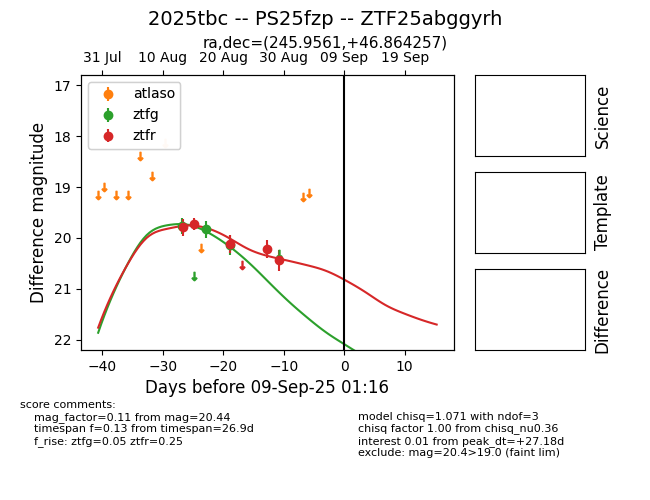 2025tbc -- PS25fzp -- ZTF25abggyrh
ra,dec=(245.9561,+46.864257)
31 Jul 10 Aug 20 Aug 30 Aug 09 Sep 19 Sep
17
18
19
20
21
22
Difference magnitude
atlaso
ztfg
ztfr
−40 −30 −20 −10 0 10
Days before 09-Sep-25 01:16
Science
Template
Difference
score comments:
mag_factor=0.11 from mag=20.44
timespan f=0.13 from timespan=26.9d
f_rise: ztfg=0.05 ztfr=0.25
model chisq=1.071 with ndof=3
chisq factor 1.00 from chisq_nu0.36
interest 0.01 from peak_dt=+27.18d
exclude: mag=20.4>19.0 (faint lim)